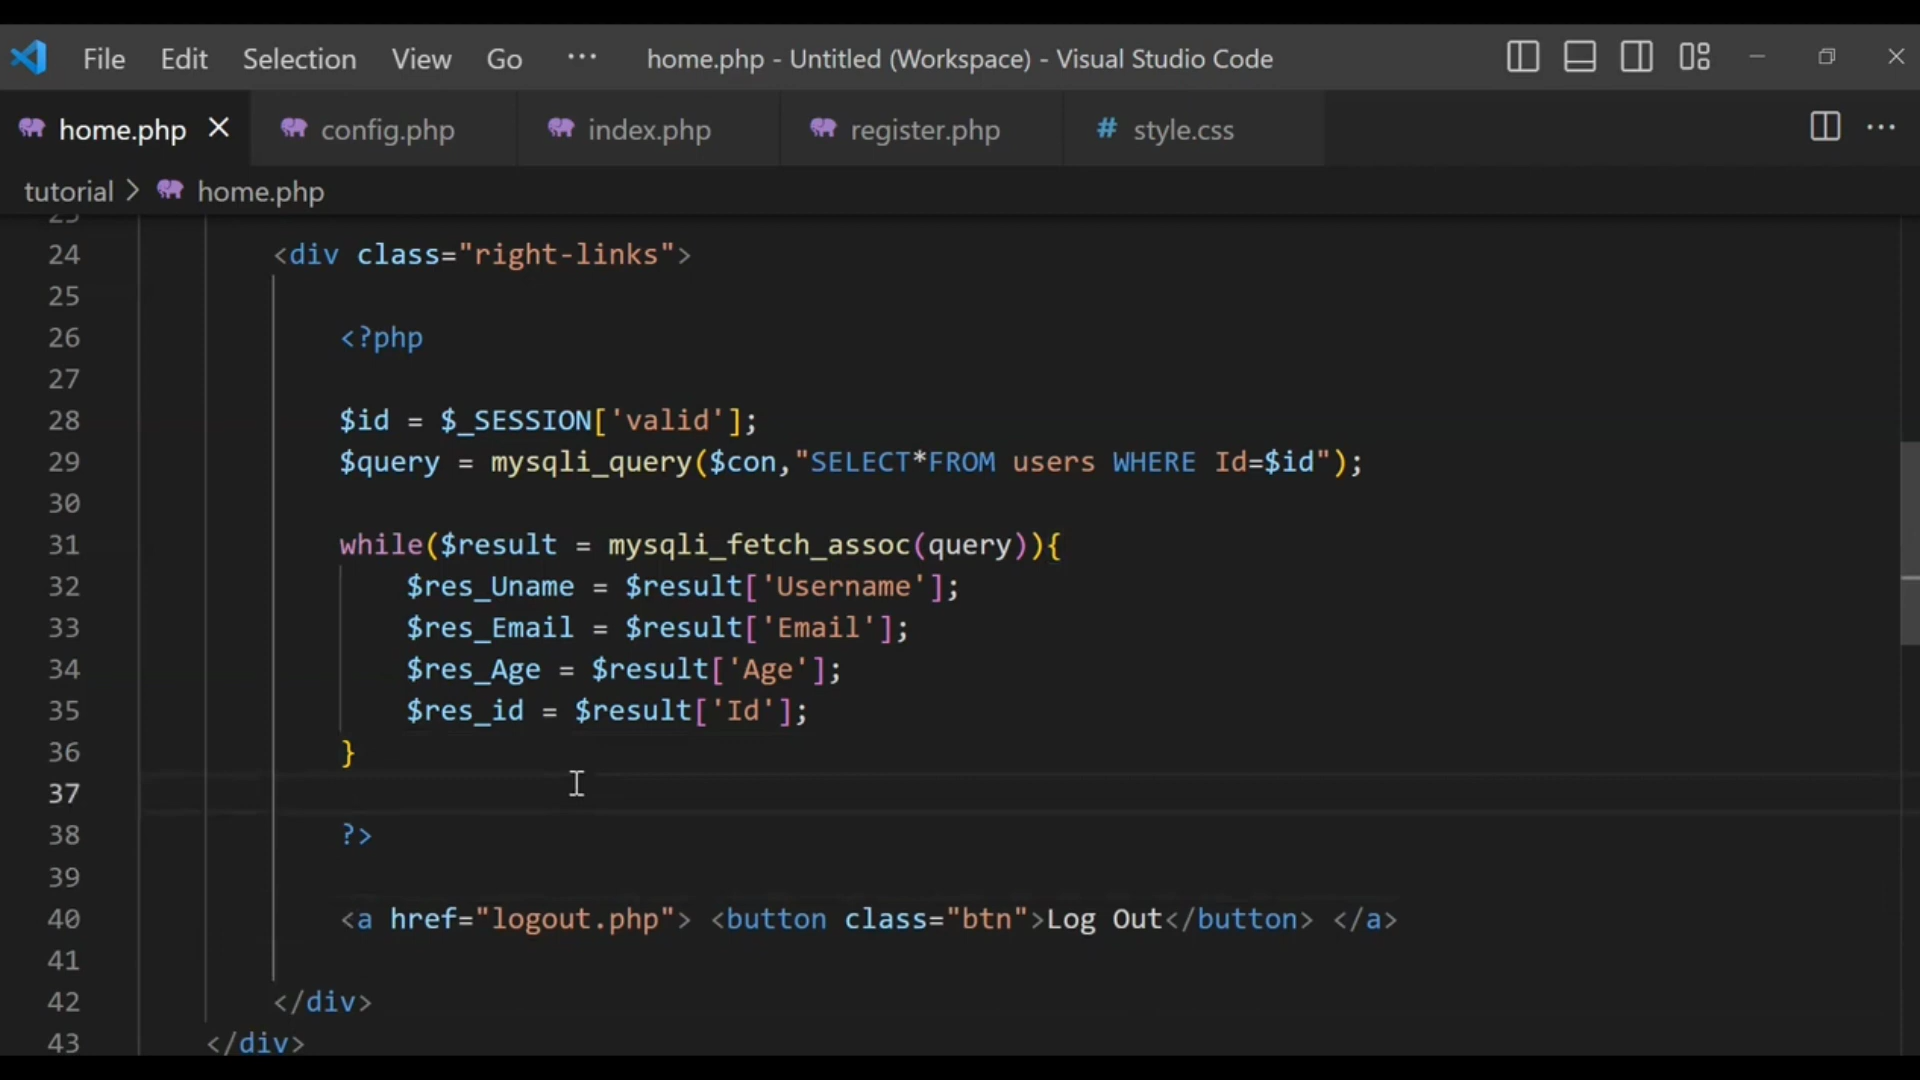 File Edit Selection View Go ··· home.php - Untitled (Workspace) - Visual Studio Code
home.php config.php index.php register.php # style.css ···
tutorial > home.php
23
24 <div class="right-links">
25
26 <?php
27
28 $id = $_SESSION['valid'];
29 $query = mysqli_query($con,"SELECT*FROM users WHERE Id=$id");
30
31 while($result = mysqli_fetch_assoc(query)){
32 $res_Uname = $result['Username'];
33 $res_Email = $result['Email'];
34 $res_Age = $result['Age'];
35 $res_id = $result['Id'];
36 }
37
38 ?>
39
40 <a href="logout.php"> <button class="btn">Log Out</button> </a>
41
42 </div>
43 </div>